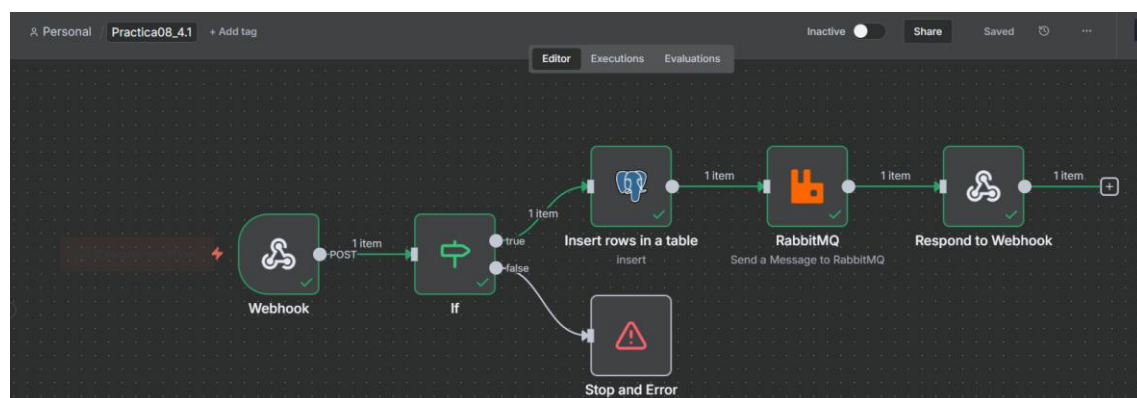 Personal / Practica08_4.1 + Add tag
Inactive Share Saved ...
Editor Executions Evaluations
1 item 1 item 1 item
1 item
true
Insert rows in a table RabbitMQ Respond to Webhook
insert Send a Message to RabbitMQ
1 item
POST
false
Webhook If
Stop and Error